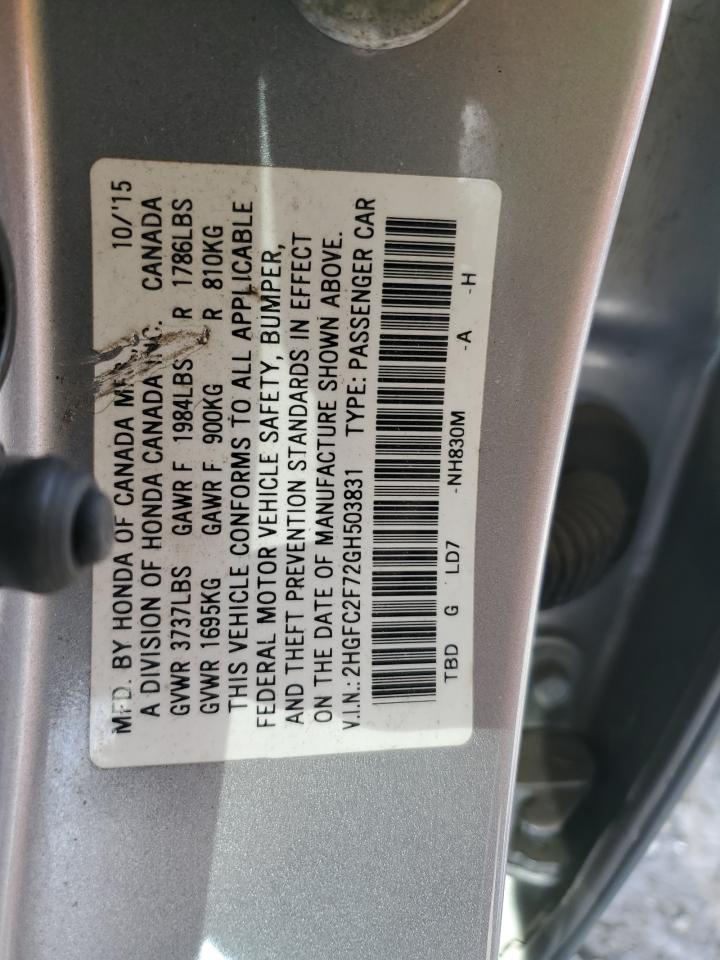 MFD. BY HONDA OF CANADA MFG. 10/'15
A DIVISION OF HONDA CANADA INC. CANADA
GVWR 3737LBS GAWR F 1984LBS R 1786LBS
GVWR 1695KG GAWR F 900KG R 810KG
THIS VEHICLE CONFORMS TO ALL APPLICABLE
FEDERAL MOTOR VEHICLE SAFETY, BUMPER,
AND THEFT PREVENTION STANDARDS IN EFFECT
ON THE DATE OF MANUFACTURE SHOWN ABOVE.
V.I.N.: 2HGFC2F72GH503831 TYPE: PASSENGER CAR
TBD G LD7 -NH830M -A -H